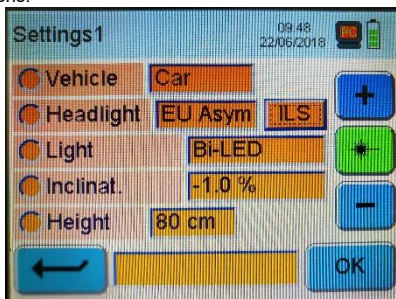 Settings1
09:48
22/06/2018
PC
Vehicle Car
Headlight EU Asym ILS
Light Bi-LED
Inclinat. -1.0 %
Height 80 cm
+
−
OK